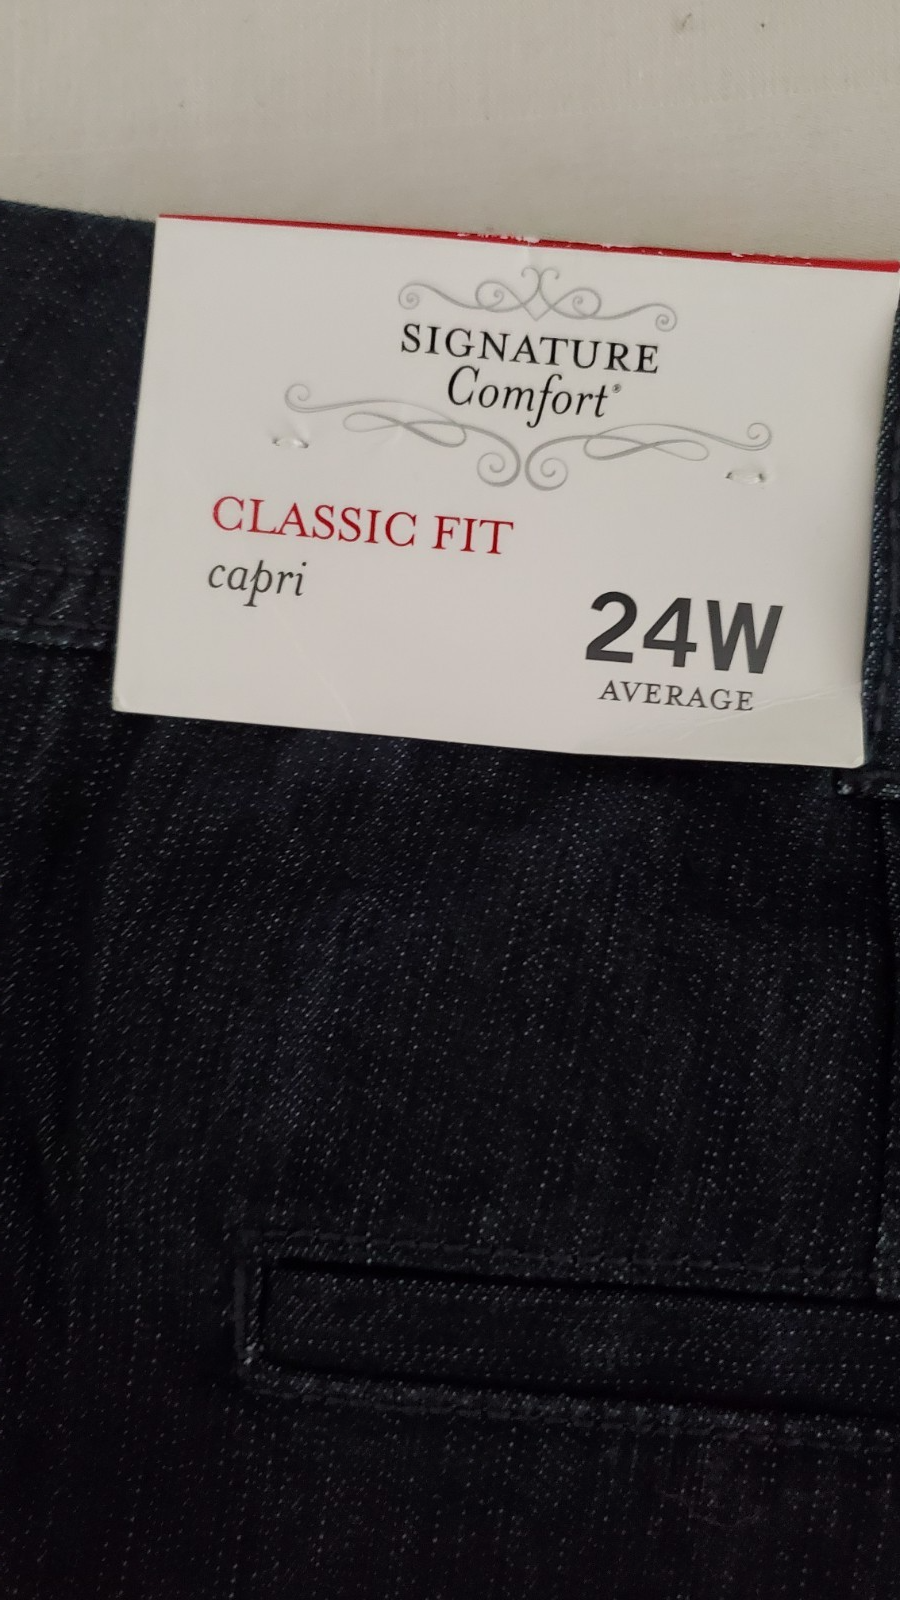 SIGNATURE
Comfort®
CLASSIC FIT
capri
24W
AVERAGE